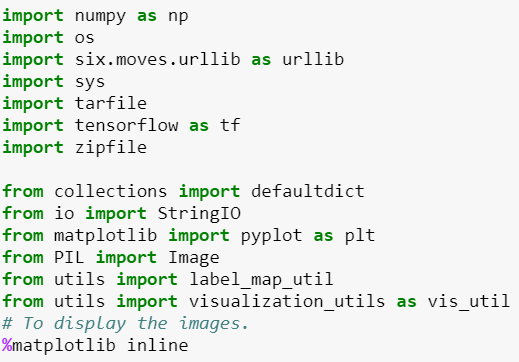 import numpy as np
import os
import six.moves.urllib as urllib
import sys
import tarfile
import tensorflow as tf
import zipfile
from collections import defaultdict
from io import StringIO
from matplotlib import pyplot as plt
from PIL import Image
from utils import label_map_util
from utils import visualization_utils as vis_util
# To display the images.
%matplotlib inline